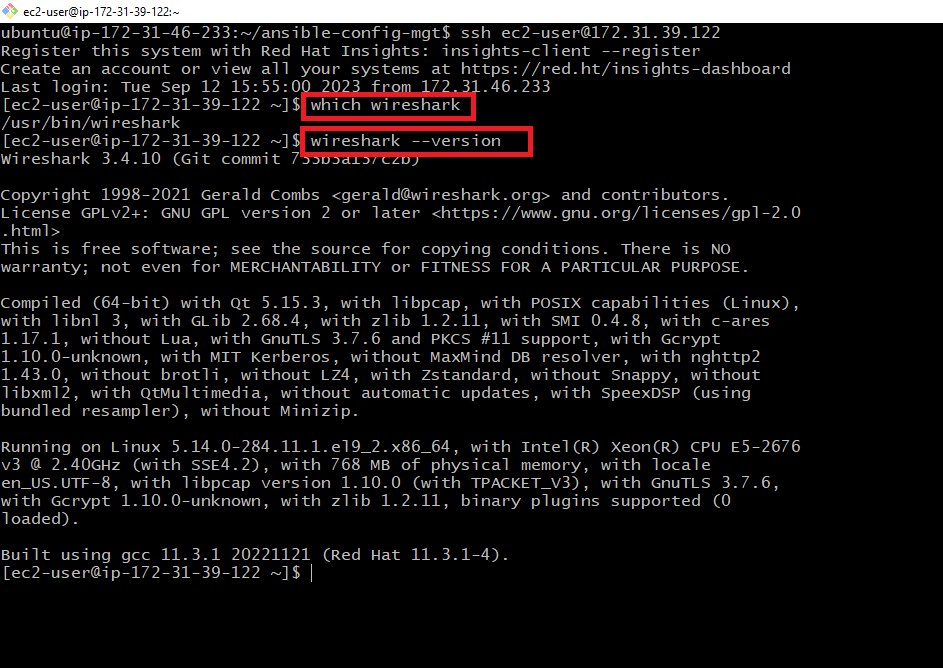 ec2-user@ip-172-31-39-122:~
ubuntu@ip-172-31-46-233:~/ansible-config-mgt$ ssh ec2-user@172.31.39.122
Register this system with Red Hat Insights: insights-client --register
Create an account or view all your systems at https://red.ht/insights-dashboard
Last login: Tue Sep 12 15:55:00 2023 from 172.31.46.233
[ec2-user@ip-172-31-39-122 ~]$ which wireshark
/usr/bin/wireshark
[ec2-user@ip-172-31-39-122 ~]$ wireshark --version
Wireshark 3.4.10 (Git commit

Copyright 1998-2021 Gerald Combs <gerald@wireshark.org> and contributors.
License GPLv2+: GNU GPL version 2 or later <https://www.gnu.org/licenses/gpl-2.0
.html>
This is free software; see the source for copying conditions. There is NO
warranty; not even for MERCHANTABILITY or FITNESS FOR A PARTICULAR PURPOSE.

Compiled (64-bit) with Qt 5.15.3, with libpcap, with POSIX capabilities (Linux),
with libnl 3, with GLib 2.68.4, with zlib 1.2.11, with SMI 0.4.8, with c-ares
1.17.1, without Lua, with GnuTLS 3.7.6 and PKCS #11 support, with Gcrypt
1.10.0-unknown, with MIT Kerberos, without MaxMind DB resolver, with nghttp2
1.43.0, without brotli, without LZ4, with Zstandard, without Snappy, without
libxml2, with QtMultimedia, without automatic updates, with SpeexDSP (using
bundled resampler), without Minizip.

Running on Linux 5.14.0-284.11.1.el9_2.x86_64, with Intel(R) Xeon(R) CPU E5-2676
v3 @ 2.40GHz (with SSE4.2), with 768 MB of physical memory, with locale
en_US.UTF-8, with libpcap version 1.10.0 (with TPACKET_V3), with GnuTLS 3.7.6,
with Gcrypt 1.10.0-unknown, with zlib 1.2.11, binary plugins supported (0
loaded).

Built using gcc 11.3.1 20221121 (Red Hat 11.3.1-4).
[ec2-user@ip-172-31-39-122 ~]$